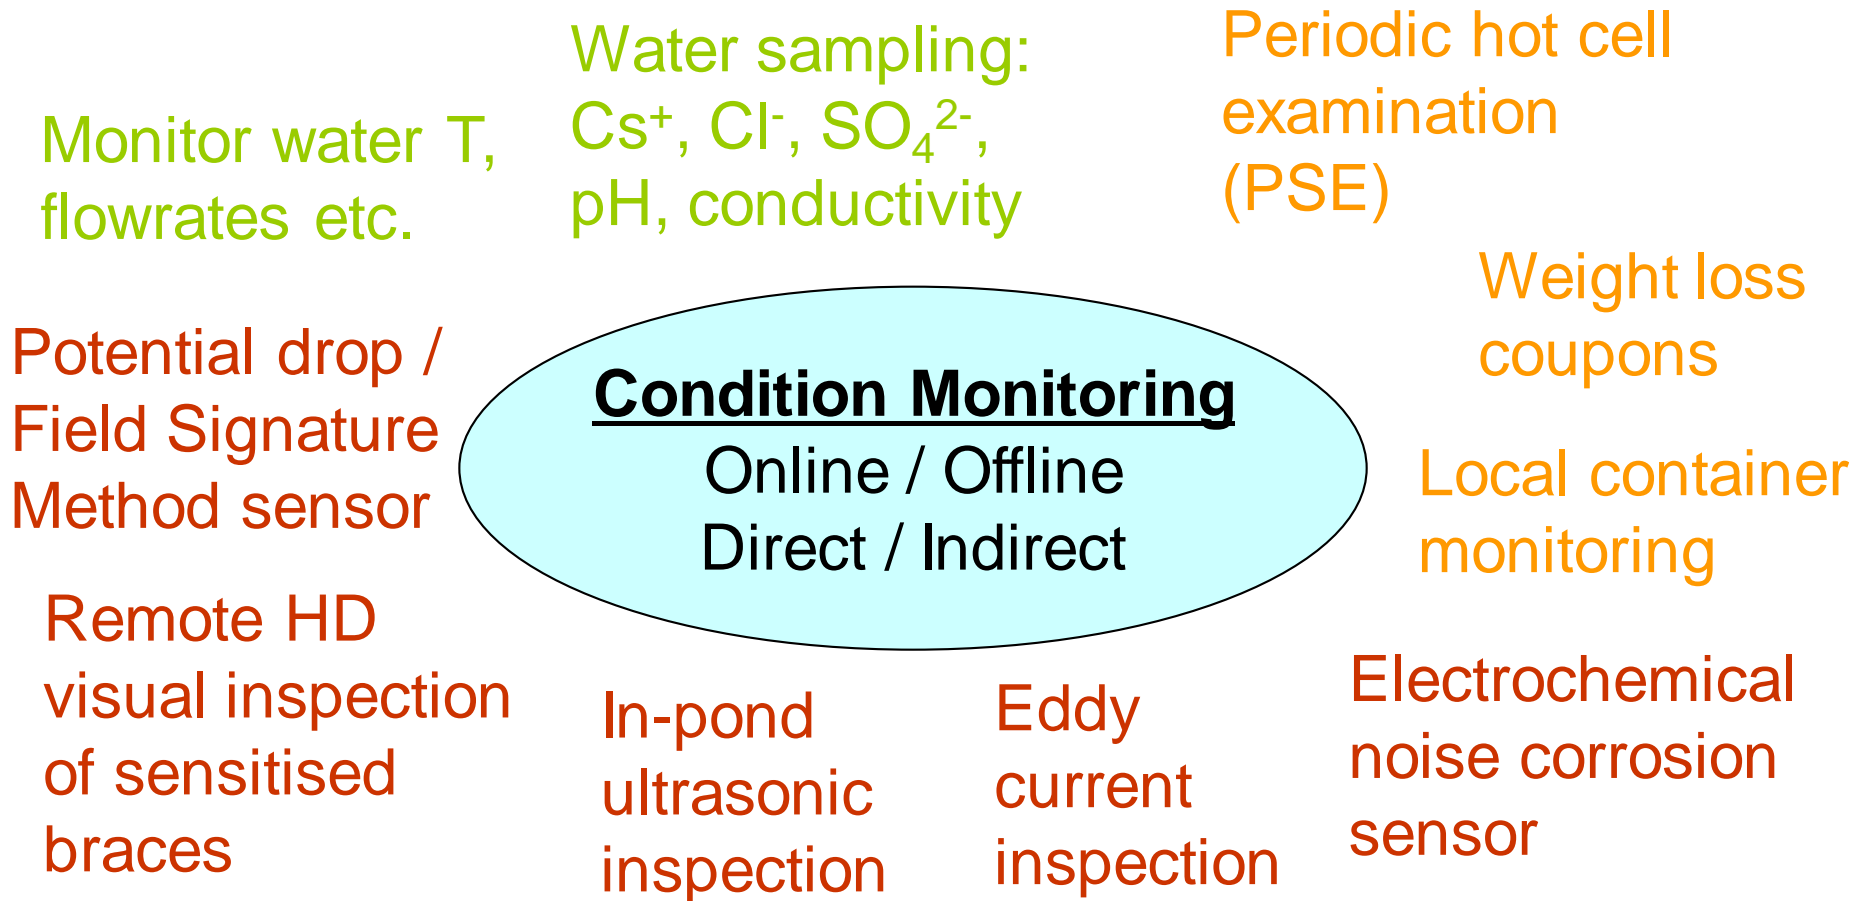 Monitor water T,
flowrates etc.
Water sampling:
Cs⁺, Cl⁻, SO₄²⁻,
pH, conductivity
Periodic hot cell
examination
(PSE)
Weight loss
coupons
Potential drop /
Field Signature
Method sensor
Condition Monitoring
Online / Offline
Direct / Indirect
Local container
monitoring
Remote HD
visual inspection
of sensitised
braces
In-pond
ultrasonic
inspection
Eddy
current
inspection
Electrochemical
noise corrosion
sensor